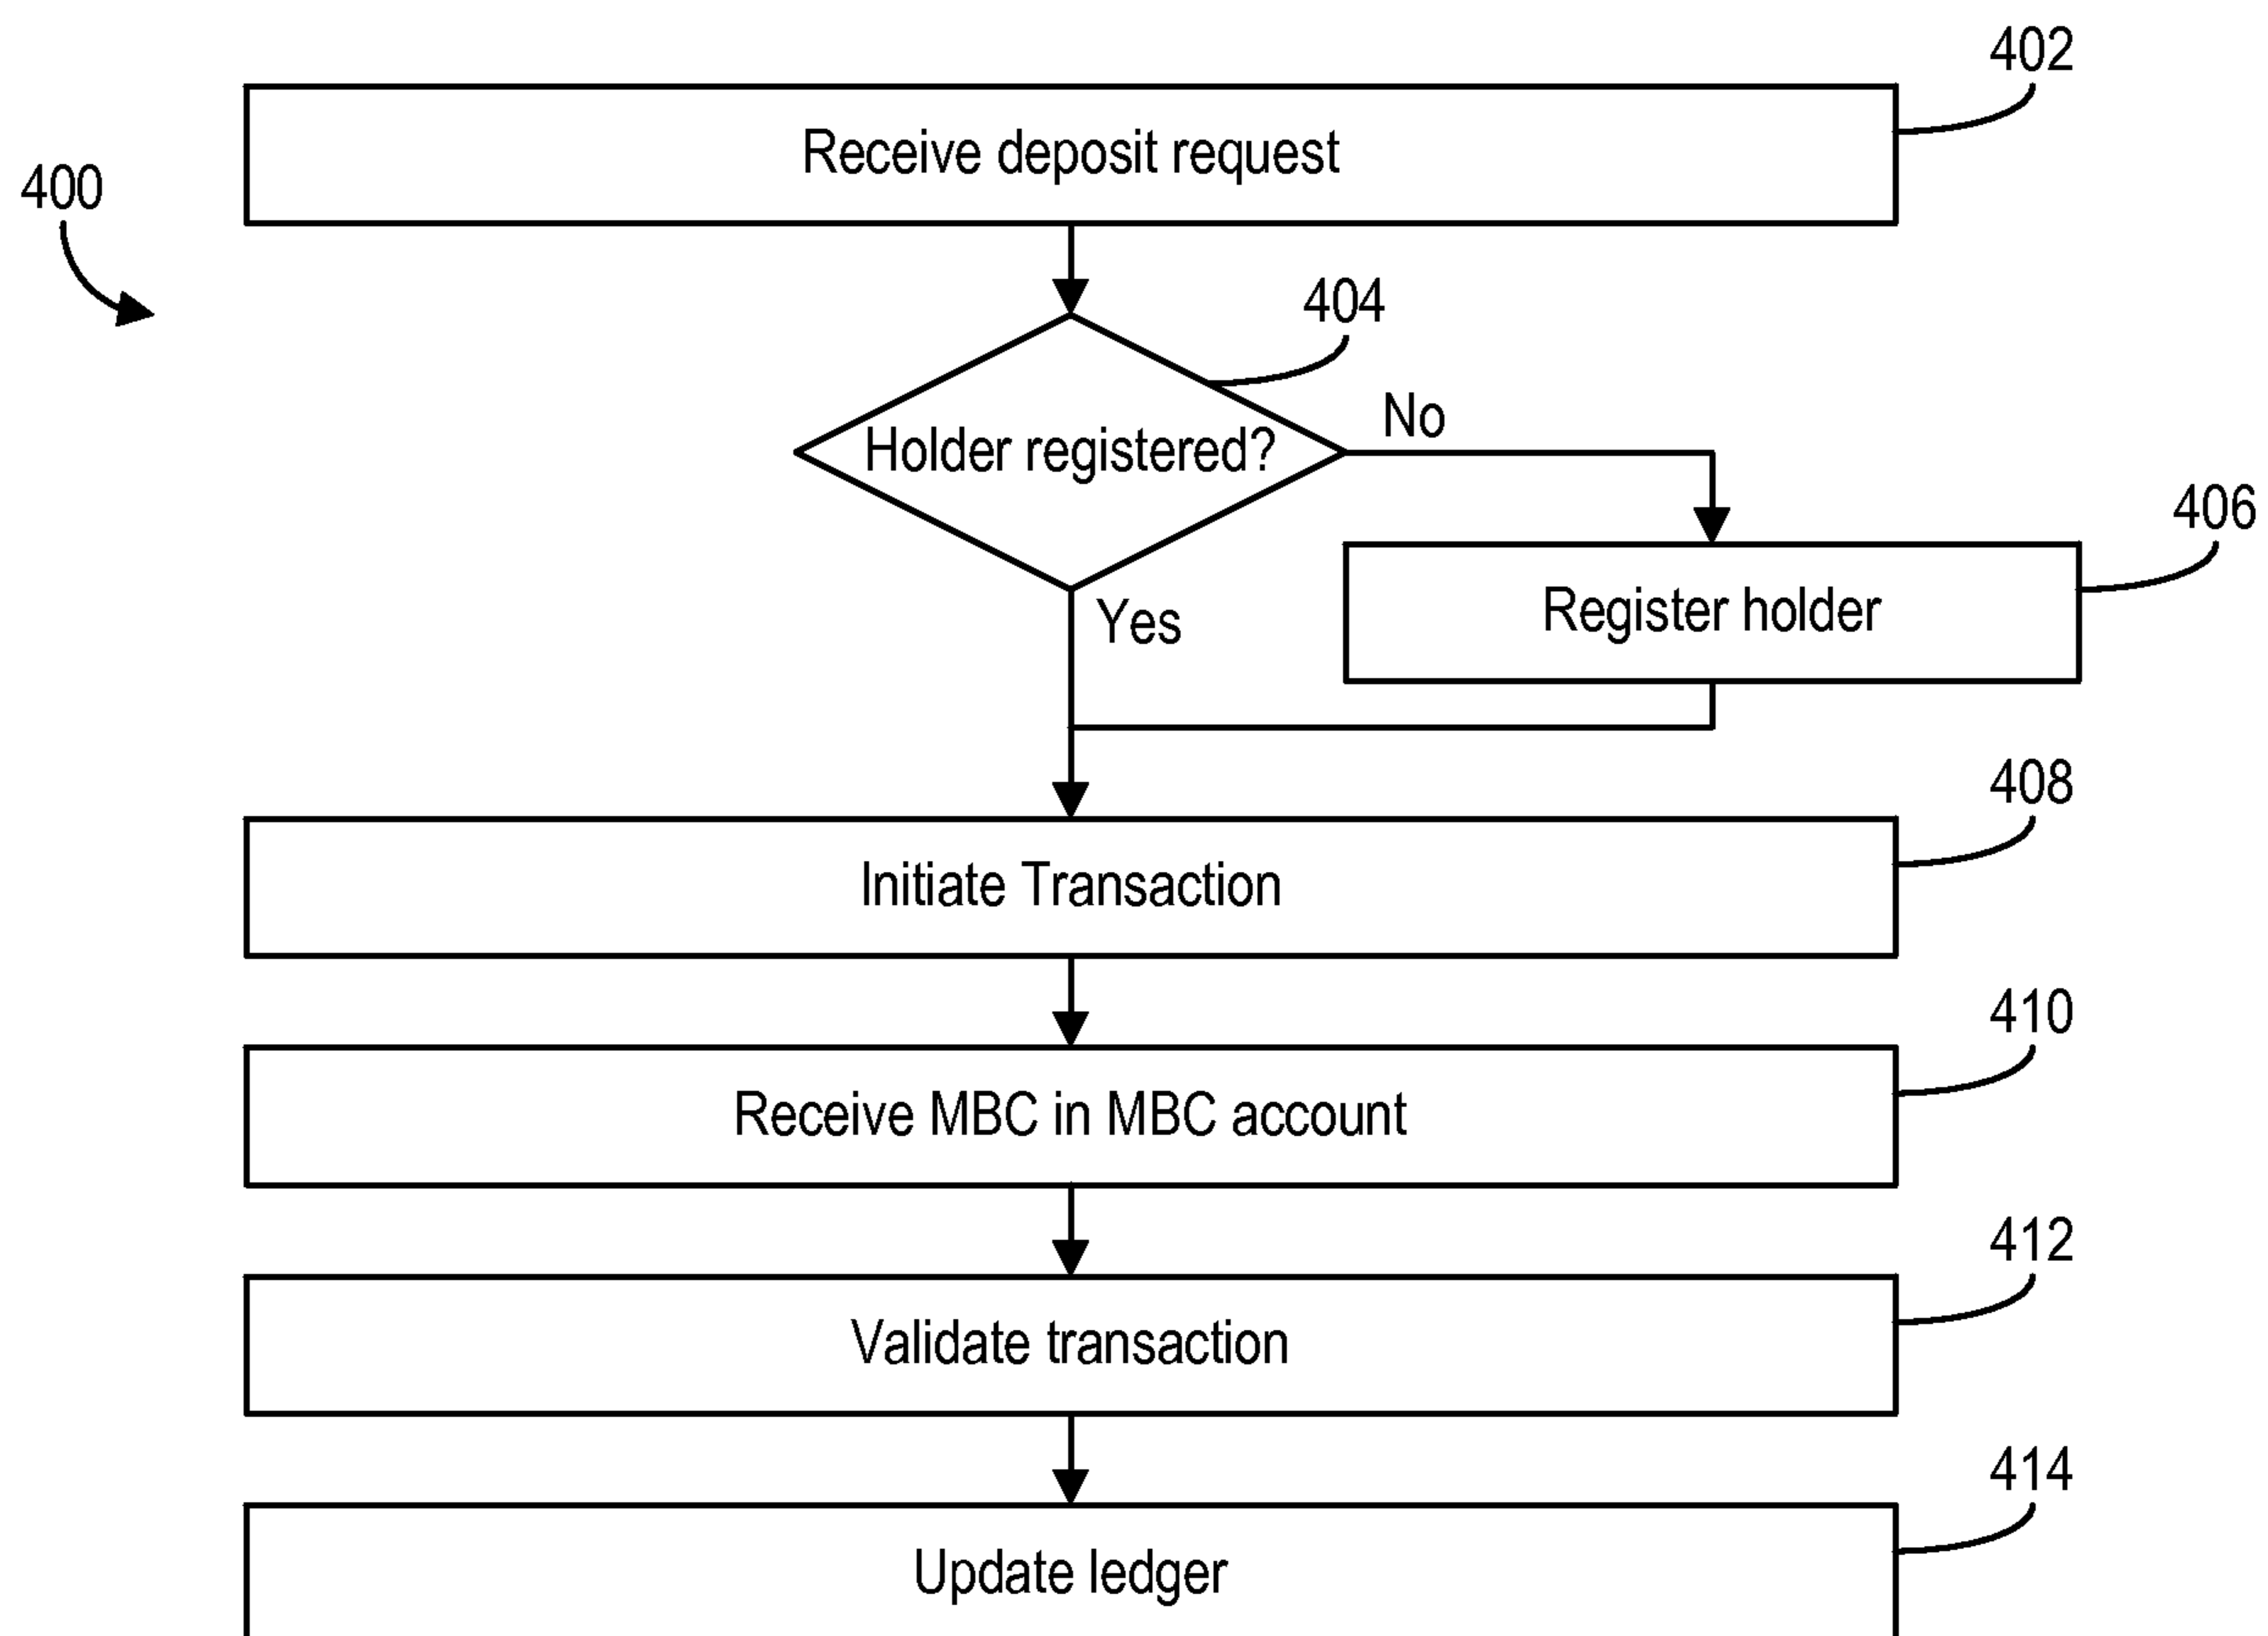 402
Receive deposit request
400
404
No
Holder registered?
406
Register holder
Yes
408
Initiate Transaction
410
Receive MBC in MBC account
412
Validate transaction
414
Update ledger